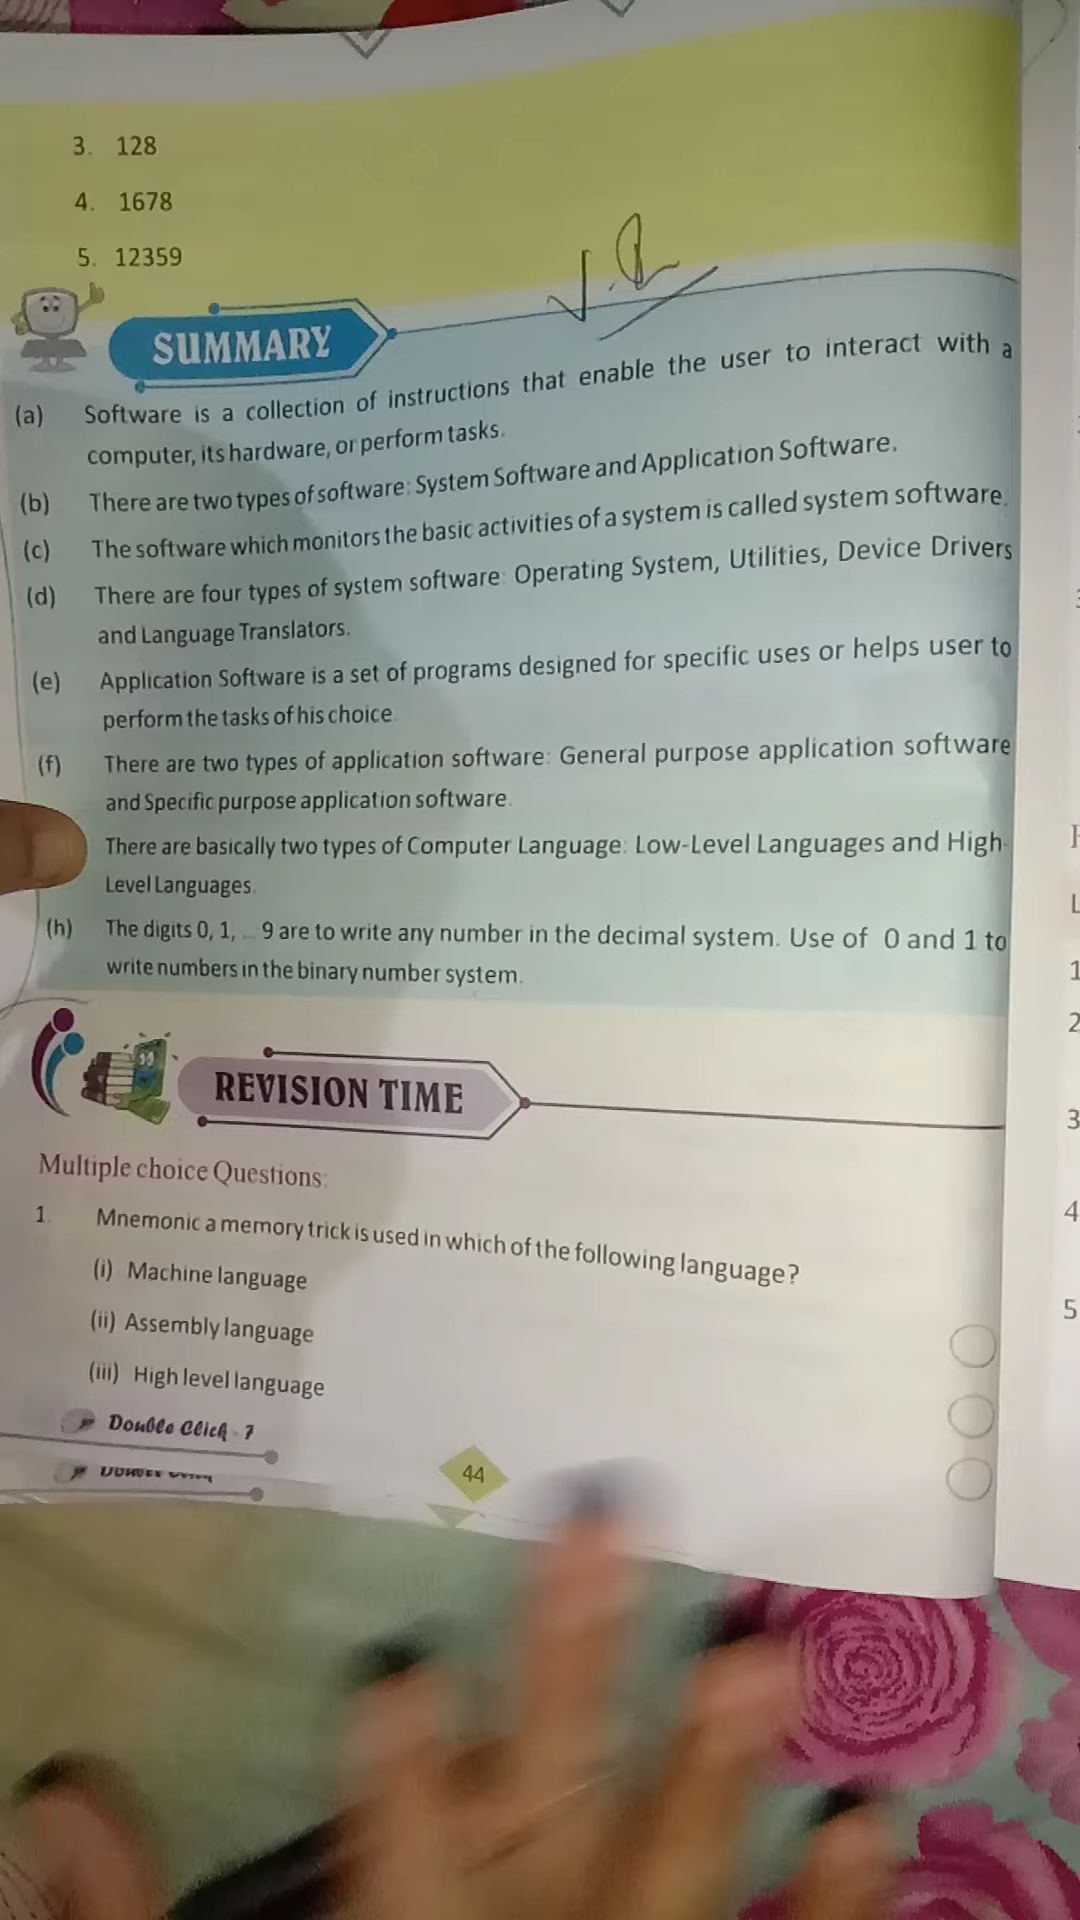 3. 128
4. 1678
5. 12359
SUMMARY
(a) Software is a collection of instructions that enable the user to interact with a
computer, its hardware, or perform tasks.
(b) There are two types of software: System Software and Application Software.
(c) The software which monitors the basic activities of a system is called system software.
(d) There are four types of system software: Operating System, Utilities, Device Drivers
and Language Translators.
(e) Application Software is a set of programs designed for specific uses or helps user to
perform the tasks of his choice.
(f) There are two types of application software: General purpose application software
and Specific purpose application software.
There are basically two types of Computer Language: Low-Level Languages and High-
Level Languages.
(h) The digits 0, 1, ... 9 are to write any number in the decimal system. Use of 0 and 1 to
write numbers in the binary number system.
REVISION TIME
Multiple choice Questions:
1. Mnemonic a memory trick is used in which of the following language?
(i) Machine language
(ii) Assembly language
(iii) High level language
Double Click - 7
44
1
2
3
4
5